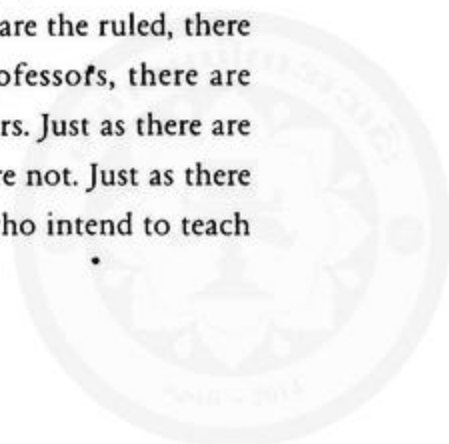 are the ruled, there
ofessors, there are
rs. Just as there are
e not. Just as there
ho intend to teach